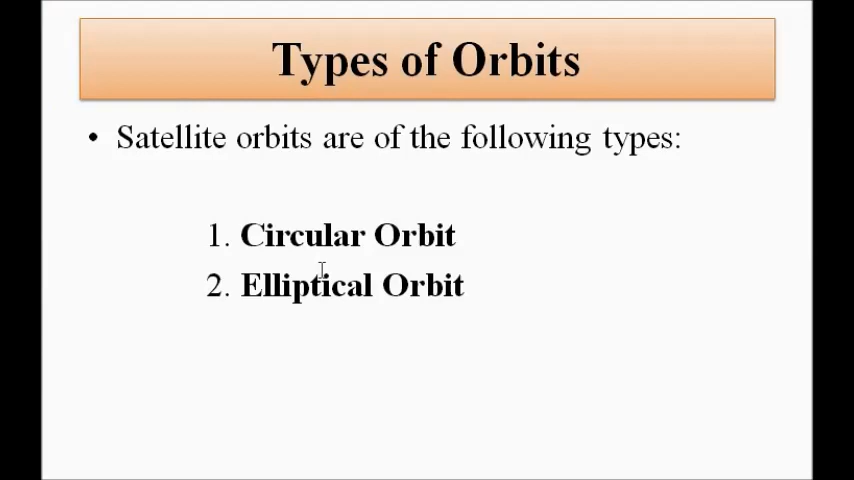 Types of Orbits
• Satellite orbits are of the following types:
1. Circular Orbit
2. Elliptical Orbit